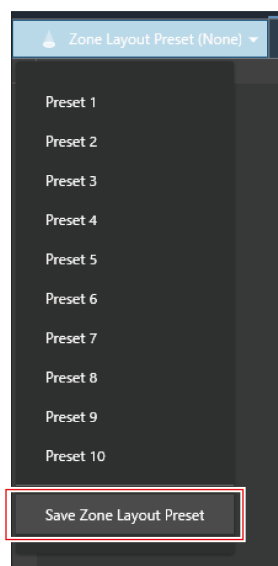 Zone Layout Preset (None)
Preset 1
Preset 2
Preset 3
Preset 4
Preset 5
Preset 6
Preset 7
Preset 8
Preset 9
Preset 10
Save Zone Layout Preset